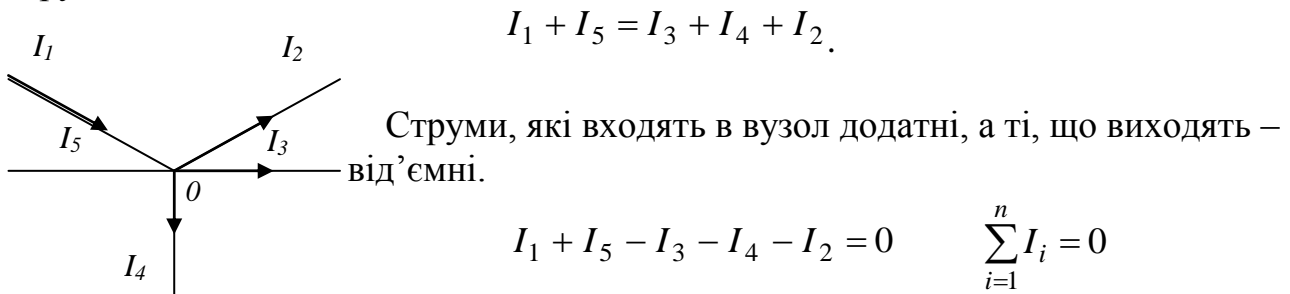 I₁ + I₅ = I₃ + I₄ + I₂.
I₁ I₂
Струми, які входять в вузол додатні, а ті, що виходять –
I₅ I₃
від’ємні.
0
I₁ + I₅ – I₃ – I₄ – I₂ = 0 ∑ᵢ₌₁ⁿ Iᵢ = 0
I₄